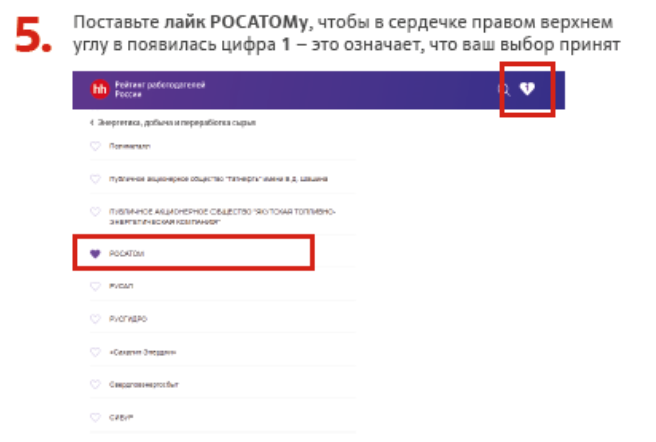 5.
Поставьте лайк РОСАТОМу, чтобы в сердечке правом верхнем
углу в появилась цифра 1 – это означает, что ваш выбор принят
hh
Рейтинг работодателей
России
1
Энергетика, добыча и переработка сырья
Полиметалл
Публичное акционерное общество "Татнефть" имени В.Д. Шашина
ПУБЛИЧНОЕ АКЦИОНЕРНОЕ ОБЩЕСТВО "ЯКУТСКАЯ ТОПЛИВНО-
ЭНЕРГЕТИЧЕСКАЯ КОМПАНИЯ"
РОСАТОМ
РУСАЛ
РУСГИДРО
«Сахалин Энерджи»
Свердловэнергосбыт
СИБУР